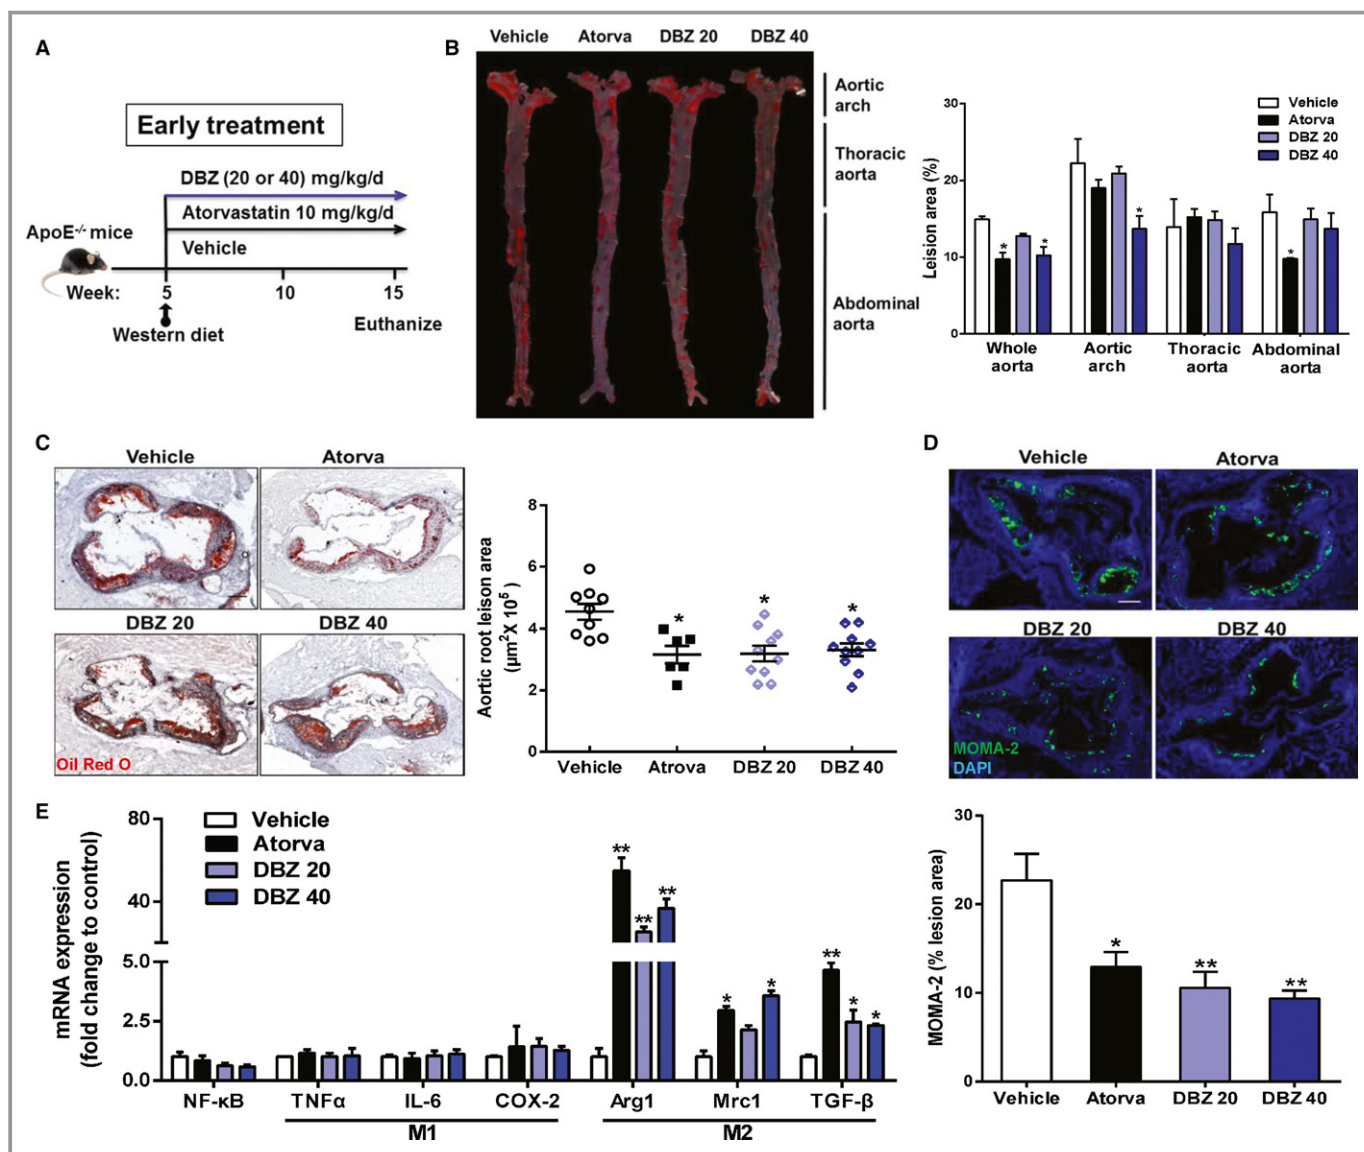 A
Early treatment
DBZ (20 or 40) mg/kg/d
Atorvastatin 10 mg/kg/d
Vehicle
ApoE-/- mice
Week:
5
10
15
Western diet
Euthanize
B
Vehicle
Atorva
DBZ 20
DBZ 40
Aortic
arch
Thoracic
aorta
Abdominal
aorta
Leision area (%)
30
20
10
0
Vehicle
Atorva
DBZ 20
DBZ 40
*
*
*
*
Whole
aorta
Aortic
arch
Thoracic
aorta
Abdominal
aorta
C
Vehicle
Atorva
DBZ 20
DBZ 40
Oil Red O
Aortic root leison area
(µm²X 10⁵)
8
6
4
2
0
*
*
*
Vehicle
Atrova
DBZ 20
DBZ 40
D
Vehicle
Atorva
DBZ 20
DBZ 40
MOMA-2
DAPI
MOMA-2 (% lesion area)
30
20
10
0
*
**
**
Vehicle
Atorva
DBZ 20
DBZ 40
E
mRNA expression
(fold change to control)
80
40
5.0
2.5
0.0
Vehicle
Atorva
DBZ 20
DBZ 40
**
**
**
*
*
**
*
*
NF-κB
TNFα
IL-6
COX-2
Arg1
Mrc1
TGF-β
M1
M2